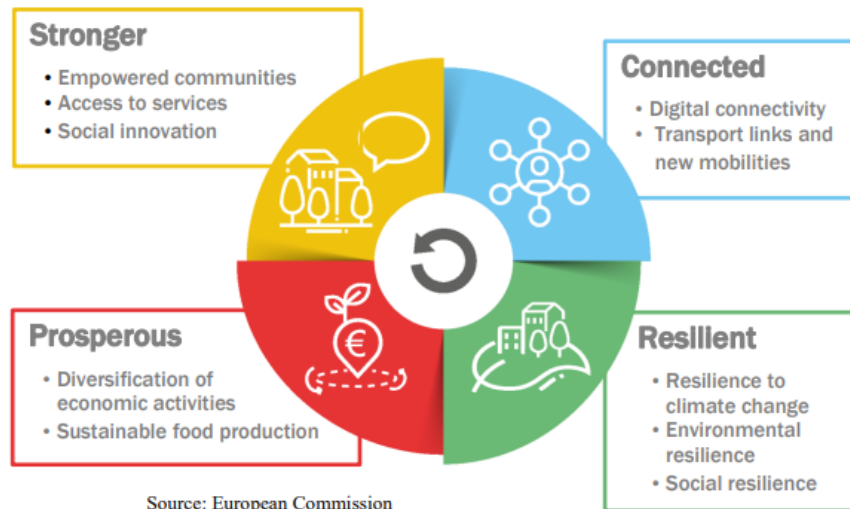 Stronger
• Empowered communities
• Access to services
• Social innovation
Connected
• Digital connectivity
• Transport links and
new mobilities
Prosperous
• Diversification of
economic activities
• Sustainable food production
€
Resilient
• Resilience to
climate change
• Environmental
resilience
• Social resilience
Source: European Commission